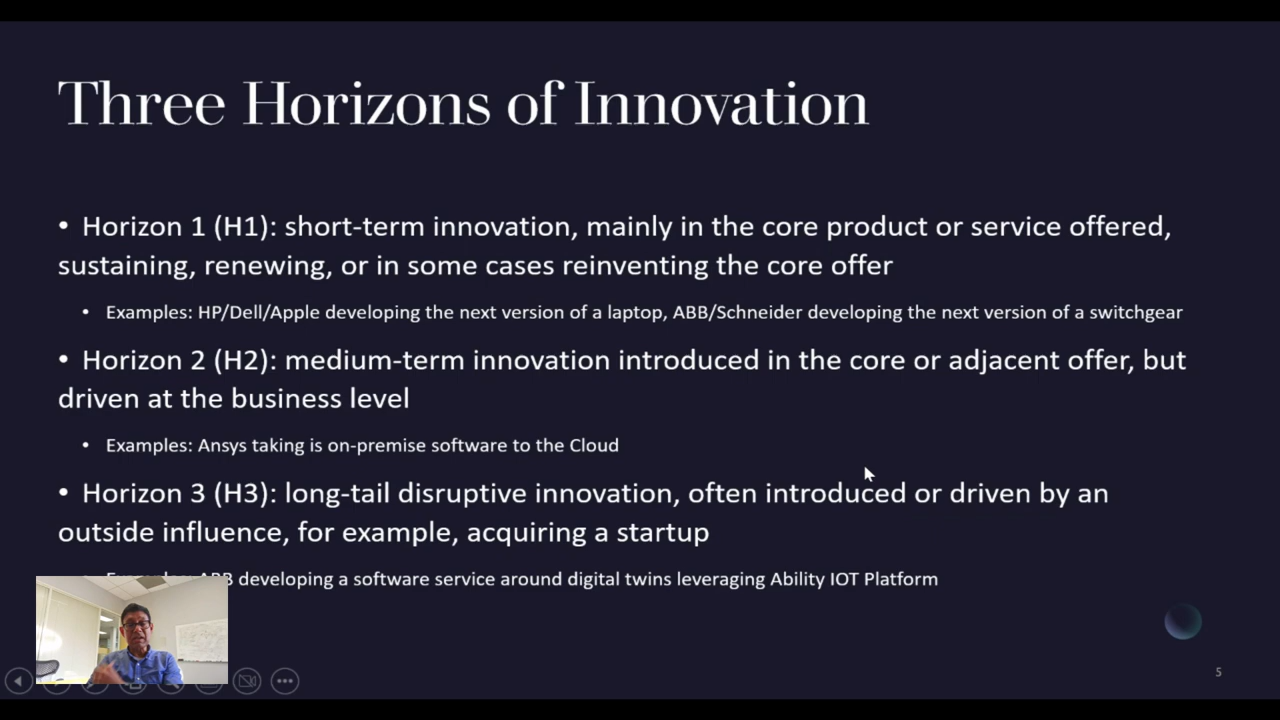 Three Horizons of Innovation
• Horizon 1 (H1): short-term innovation, mainly in the core product or service offered,
sustaining, renewing, or in some cases reinventing the core offer
• Examples: HP/Dell/Apple developing the next version of a laptop, ABB/Schneider developing the next version of a switchgear
• Horizon 2 (H2): medium-term innovation introduced in the core or adjacent offer, but
driven at the business level
• Examples: Ansys taking is on-premise software to the Cloud
• Horizon 3 (H3): long-tail disruptive innovation, often introduced or driven by an
outside influence, for example, acquiring a startup
developing a software service around digital twins leveraging Ability IOT Platform
5